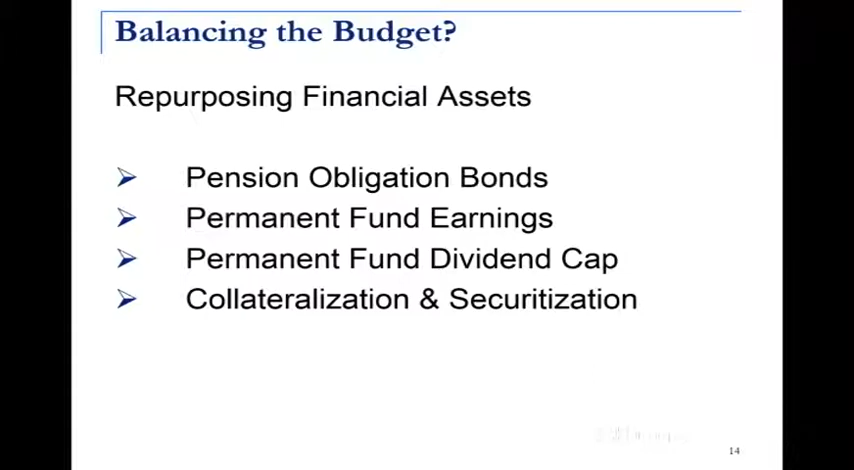 Balancing the Budget?
Repurposing Financial Assets
Pension Obligation Bonds
Permanent Fund Earnings
Permanent Fund Dividend Cap
Collateralization & Securitization
14